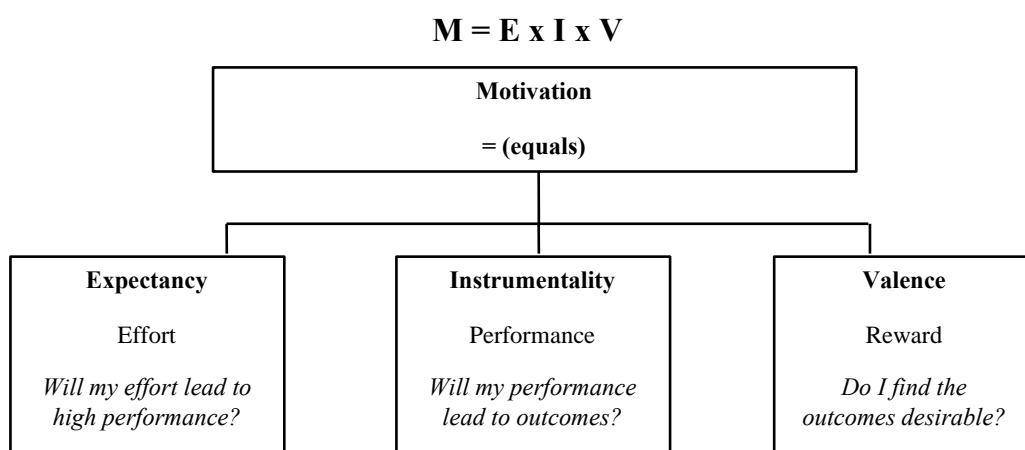 M = E x I x V
Motivation
= (equals)
Expectancy
Effort
Will my effort lead to
high performance?
Instrumentality
Performance
Will my performance
lead to outcomes?
Valence
Reward
Do I find the
outcomes desirable?